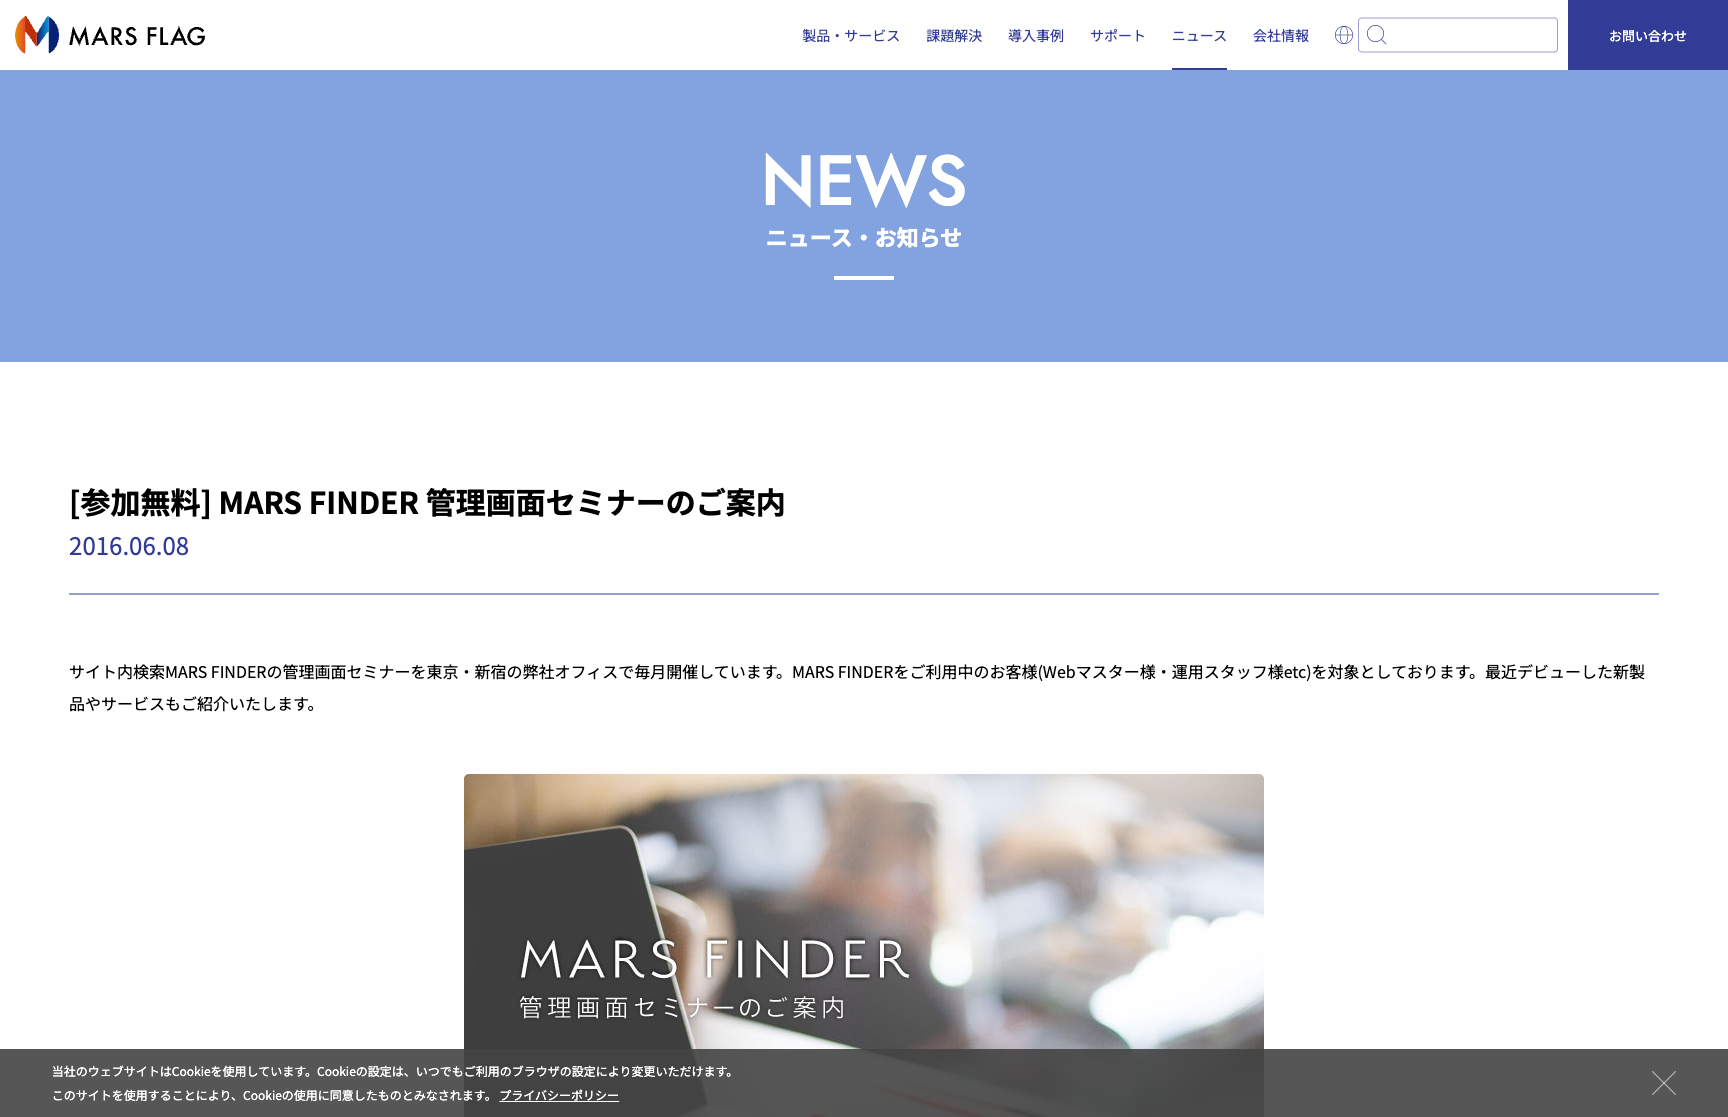 MARS FLAG
製品・サービス 課題解決 導入事例 サポート ニュース 会社情報 お問い合わせ
NEWS
ニュース・お知らせ
[参加無料] MARS FINDER 管理画面セミナーのご案内
2016.06.08
サイト内検索MARS FINDERの管理画面セミナーを東京・新宿の弊社オフィスで毎月開催しています。MARS FINDERをご利用中のお客様(Webマスター様・運用スタッフ様etc)を対象としております。最近デビューした新製
品やサービスもご紹介いたします。
MARS FINDER
管理画面セミナーのご案内
当社のウェブサイトはCookieを使用しています。Cookieの設定は、いつでもご利用のブラウザの設定により変更いただけます。
このサイトを使用することにより、Cookieの使用に同意したものとみなされます。 プライバシーポリシー